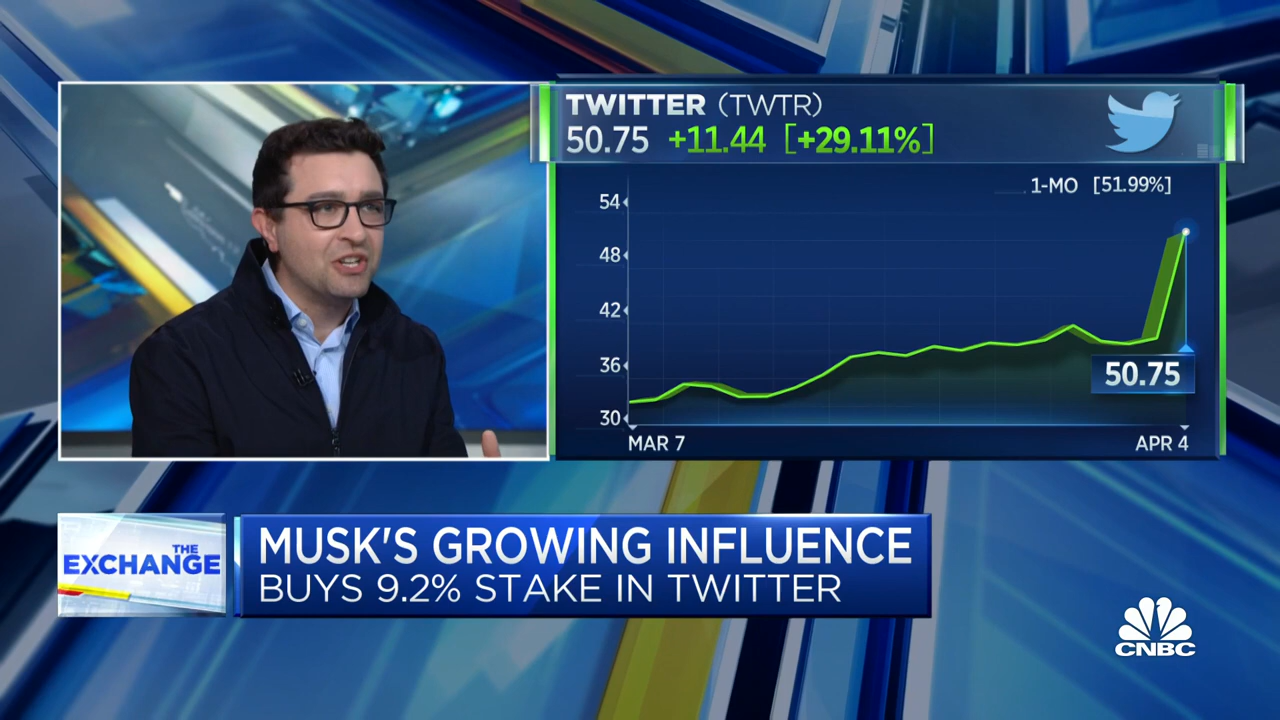 TWITTER (TWTR)
50.75 +11.44 [+29.11%]
1-MO [51.99%]
54
48
42
36
30
50.75
MAR 7
APR 4
THE
EXCHANGE
MUSK'S GROWING INFLUENCE
BUYS 9.2% STAKE IN TWITTER
CNBC